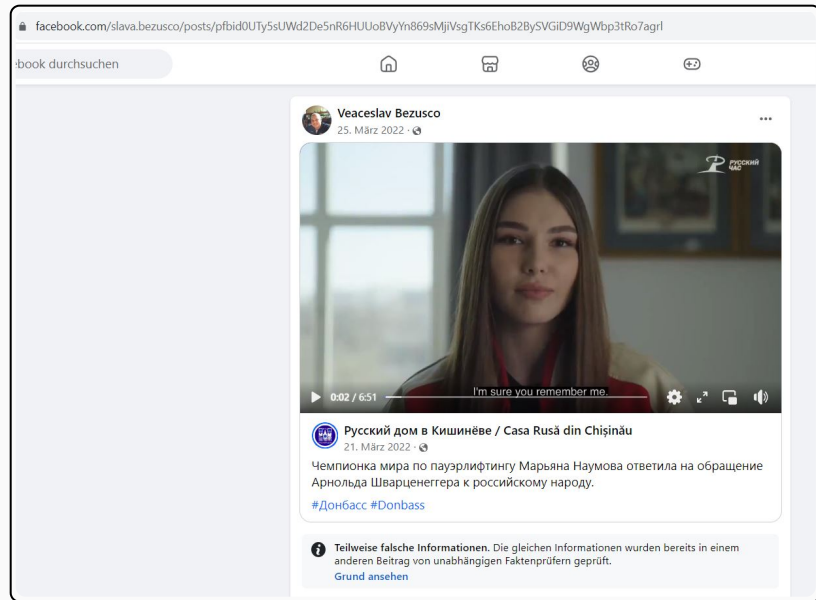 facebook.com/slava.bezusco/posts/pfbid0UTy5sUWd2De5nR6HUUoBVyYn869sMjiVsgTKs6EhoB2BySVGiD9WgWbp3tRo7agrl
ebook durchsuchen
Veaceslav Bezusco
25. März 2022 ·
РУССКИЙ
ЧАС
I'm sure you remember me.
0:02 / 6:51
Русский дом в Кишинёве / Casa Rusă din Chișinău
21. März 2022 ·
Чемпионка мира по пауэрлифтингу Марьяна Наумова ответила на обращение
Арнольда Шварценеггера к российскому народу.
#Донбасс #Donbass
Teilweise falsche Informationen. Die gleichen Informationen wurden bereits in einem
anderen Beitrag von unabhängigen Faktenprüfern geprüft.
Grund ansehen